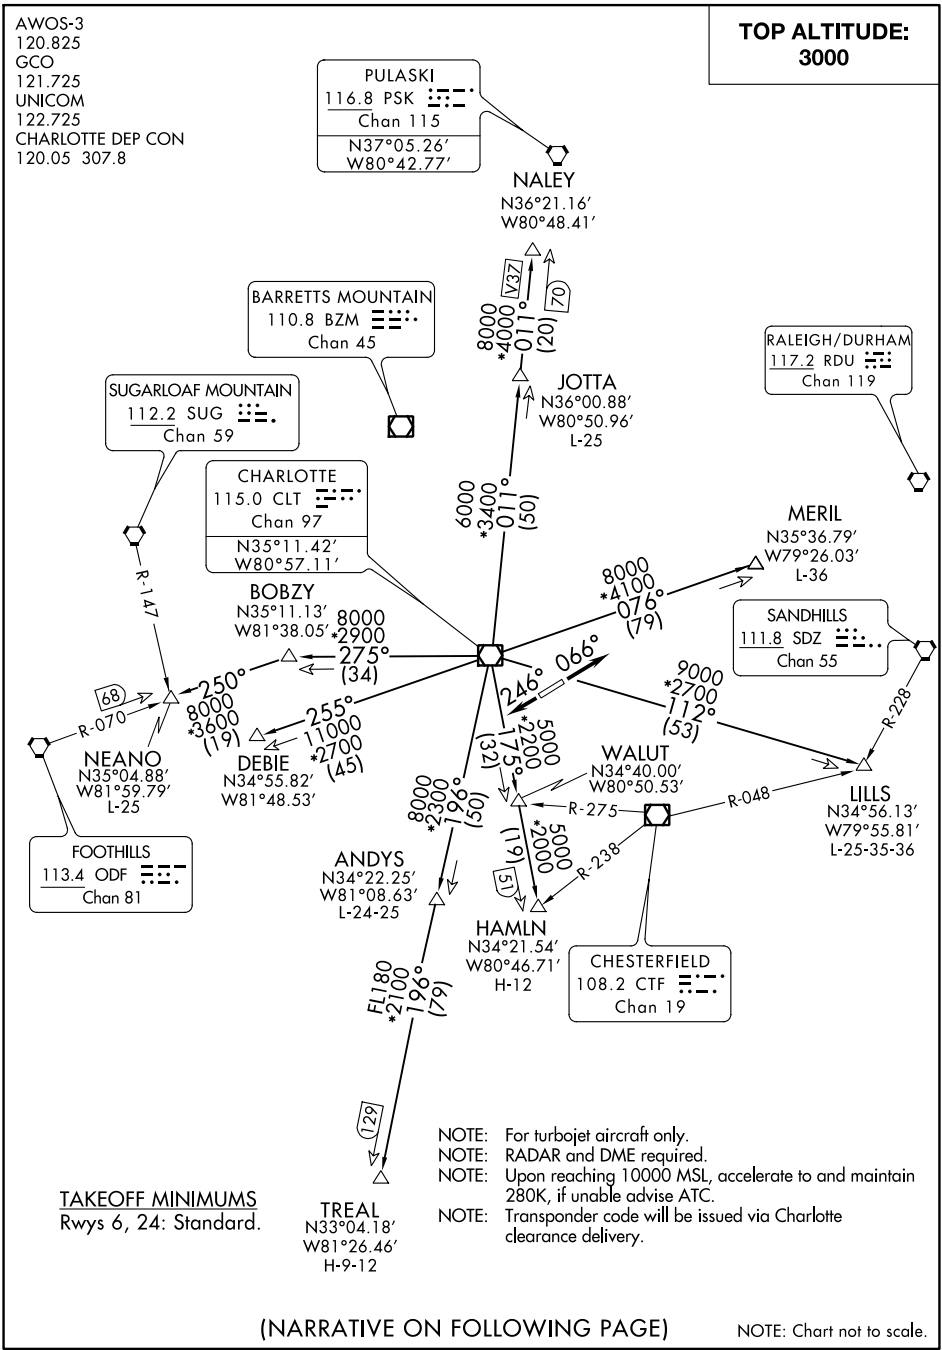 AWOS-3
120.825
GCO
121.725
UNICOM
122.725
CHARLOTTE DEP CON
120.05 307.8
TOP ALTITUDE:
3000
PULASKI
116.8 PSK
Chan 115
N37°05.26′
W80°42.77′
NALEY
N36°21.16′
W80°48.41′
V37
70
8000
*4000
011°
(20)
BARRETTS MOUNTAIN
110.8 BZM
Chan 45
RALEIGH/DURHAM
117.2 RDU
Chan 119
SUGARLOAF MOUNTAIN
112.2 SUG
Chan 59
JOTTA
N36°00.88′
W80°50.96′
L-25
CHARLOTTE
115.0 CLT
Chan 97
N35°11.42′
W80°57.11′
6000
*3400
011°
(50)
MERIL
N35°36.79′
W79°26.03′
L-36
8000
*4100
076°
(79)
R-147
BOBZY
N35°11.13′
W81°38.05′
8000
*2900
275°
(34)
SANDHILLS
111.8 SDZ
Chan 55
246° 066°
9000
*2700
112°
(53)
R-228
68
R-070
250°
8000
*3600
(19)
255°
11000
*2700
(45)
NEANO
N35°04.88′
W81°59.79′
L-25
DEBIE
N34°55.82′
W81°48.53′
5000
*2200
175°
(32)
WALUT
N34°40.00′
W80°50.53′
R-275
R-048
R-238
LILLS
N34°56.13′
W79°55.81′
L-25-35-36
8000
*2300
196°
(50)
5000
*2000
(19)
51
FOOTHILLS
113.4 ODF
Chan 81
ANDYS
N34°22.25′
W81°08.63′
L-24-25
HAMLN
N34°21.54′
W80°46.71′
H-12
CHESTERFIELD
108.2 CTF
Chan 19
FL180
*2100
196°
(79)
129
TREAL
N33°04.18′
W81°26.46′
H-9-12
TAKEOFF MINIMUMS
Rwys 6, 24: Standard.
NOTE: For turbojet aircraft only.
NOTE: RADAR and DME required.
NOTE: Upon reaching 10000 MSL, accelerate to and maintain
280K, if unable advise ATC.
NOTE: Transponder code will be issued via Charlotte
clearance delivery.
(NARRATIVE ON FOLLOWING PAGE)
NOTE: Chart not to scale.